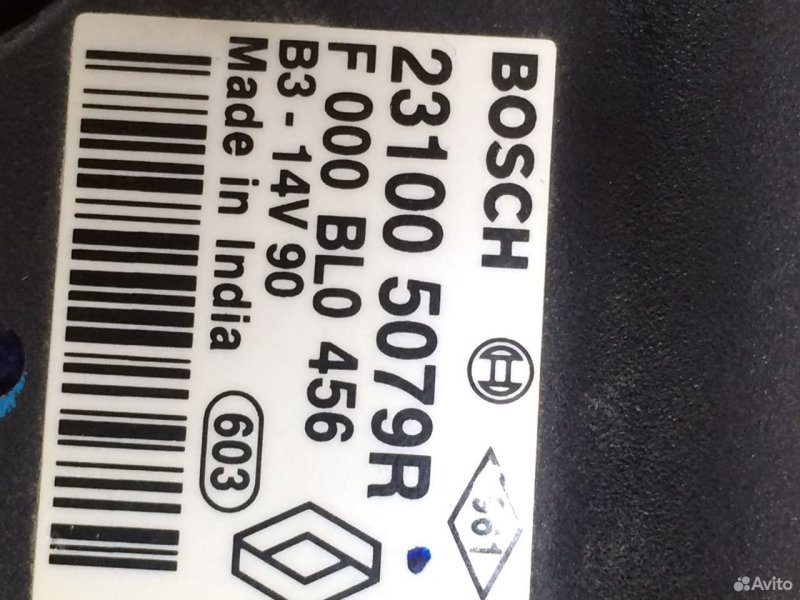 BOSCH
23100 5079R
F 000 BL0 456
B3 - 14V 90
Made in India
603
Avito